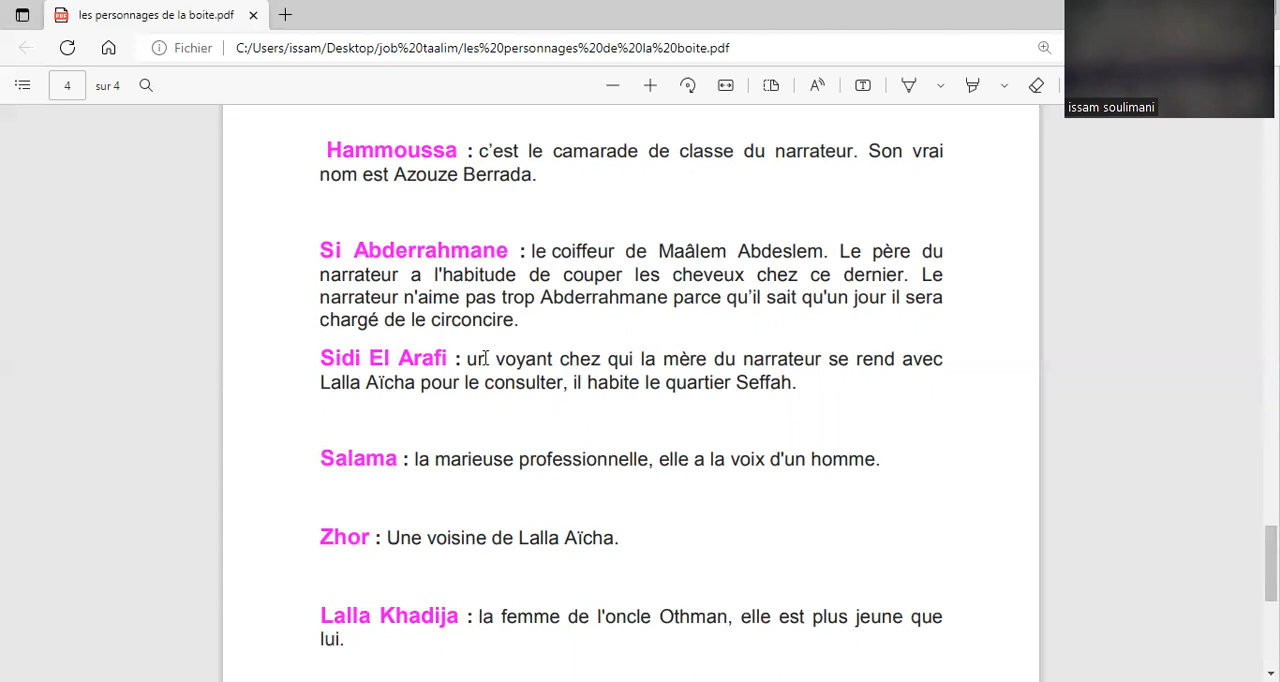 les personnages de la boite.pdf
Fichier C:/Users/issam/Desktop/job%20taalim/les%20personnages%20de%20la%20boite.pdf
4 sur 4
issam soulimani
Hammoussa : c’est le camarade de classe du narrateur. Son vrai
nom est Azouze Berrada.
Si Abderrahmane : le coiffeur de Maâlem Abdeslem. Le père du
narrateur a l'habitude de couper les cheveux chez ce dernier. Le
narrateur n'aime pas trop Abderrahmane parce qu’il sait qu'un jour il sera
chargé de le circoncire.
Sidi El Arafi : un voyant chez qui la mère du narrateur se rend avec
Lalla Aïcha pour le consulter, il habite le quartier Seffah.
Salama : la marieuse professionnelle, elle a la voix d'un homme.
Zhor : Une voisine de Lalla Aïcha.
Lalla Khadija : la femme de l'oncle Othman, elle est plus jeune que
lui.